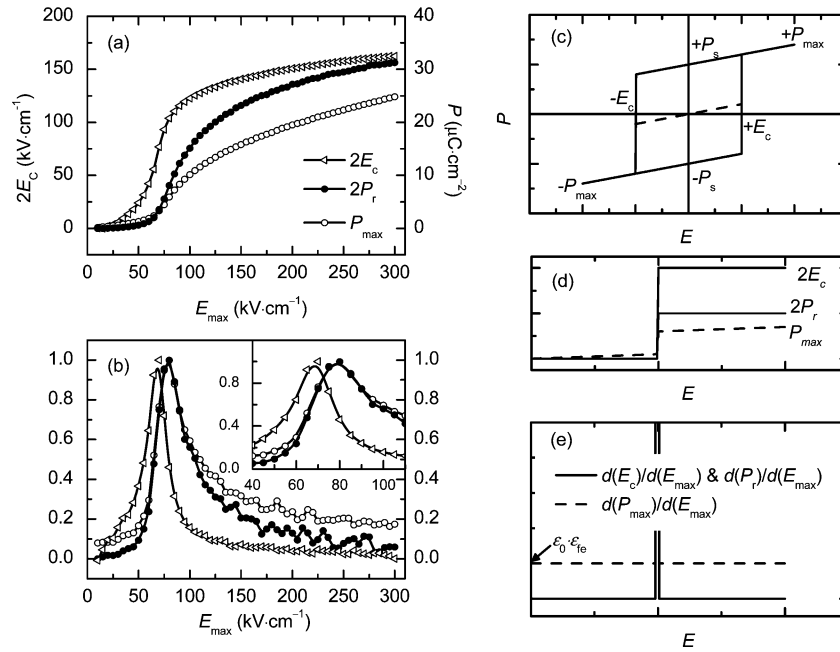 (a)
200
150
100
50
0
40
30
20
10
0
2E_C (kV·cm⁻¹)
P (μC·cm⁻²)
2E_c
2P_r
P_max
0 50 100 150 200 250 300
E_max (kV·cm⁻¹)
(b)
1.0
0.8
0.6
0.4
0.2
0.0
1.0
0.8
0.6
0.4
0.2
0.0
0.8
0.4
0.0
40 60 80 100
0 50 100 150 200 250 300
E_max (kV·cm⁻¹)
(c)
+P_s
+P_max
-E_c
+E_c
-P_max
-P_s
P
E
(d)
2E_c
2P_r
P_max
E
(e)
d(E_c)/d(E_max) & d(P_r)/d(E_max)
d(P_max)/d(E_max)
ε₀·ε_fe
E